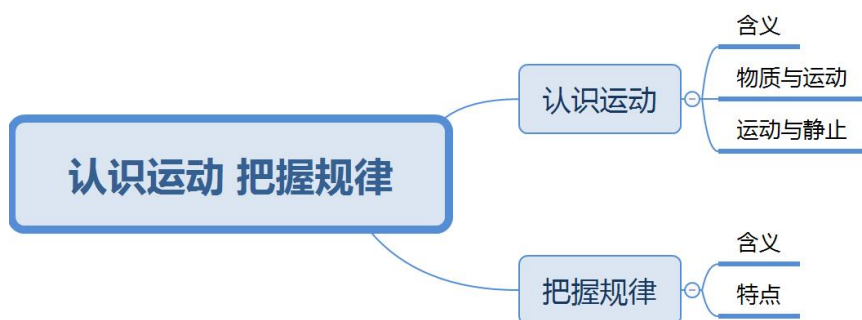 认识运动 把握规律
认识运动
含义
物质与运动
运动与静止
把握规律
含义
特点